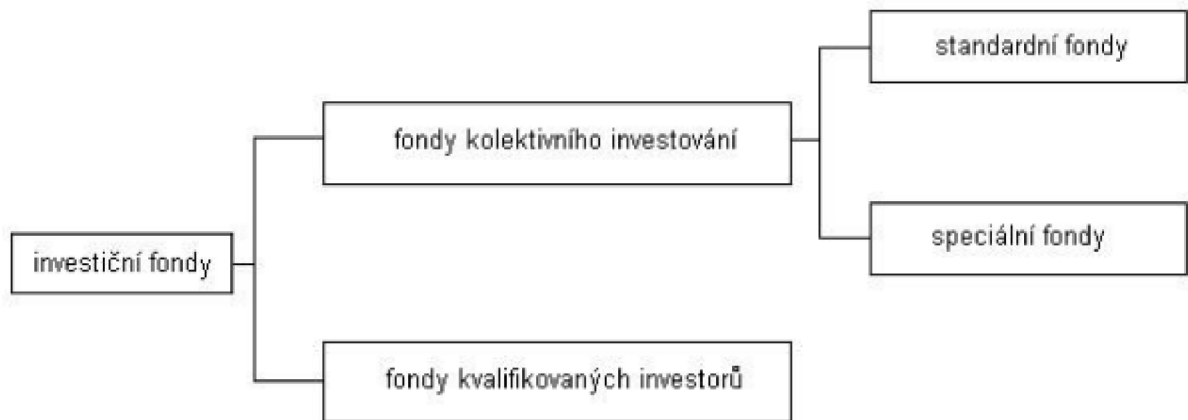 standardní fondy
fondy kolektivního investování
speciální fondy
investiční fondy
fondy kvalifikovaných investorů